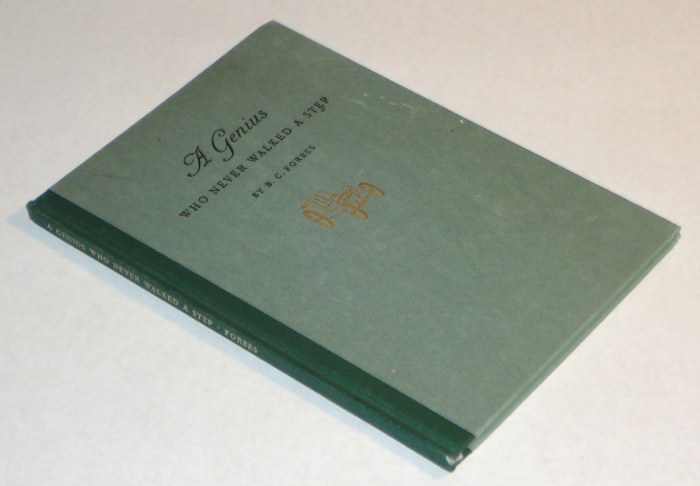 A Genius
WHO NEVER WALKED A STEP
BY B. C. FORBES
A GENIUS WHO NEVER WALKED A STEP · FORBES